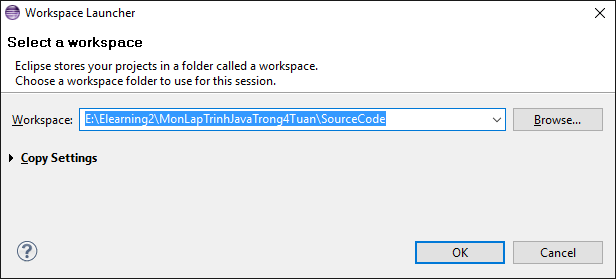 Workspace Launcher
Select a workspace
Eclipse stores your projects in a folder called a workspace.
Choose a workspace folder to use for this session.
Workspace: E:\Elearning2\MonLapTrinhJavaTrong4Tuan\SourceCode Browse...
Copy Settings
? OK Cancel